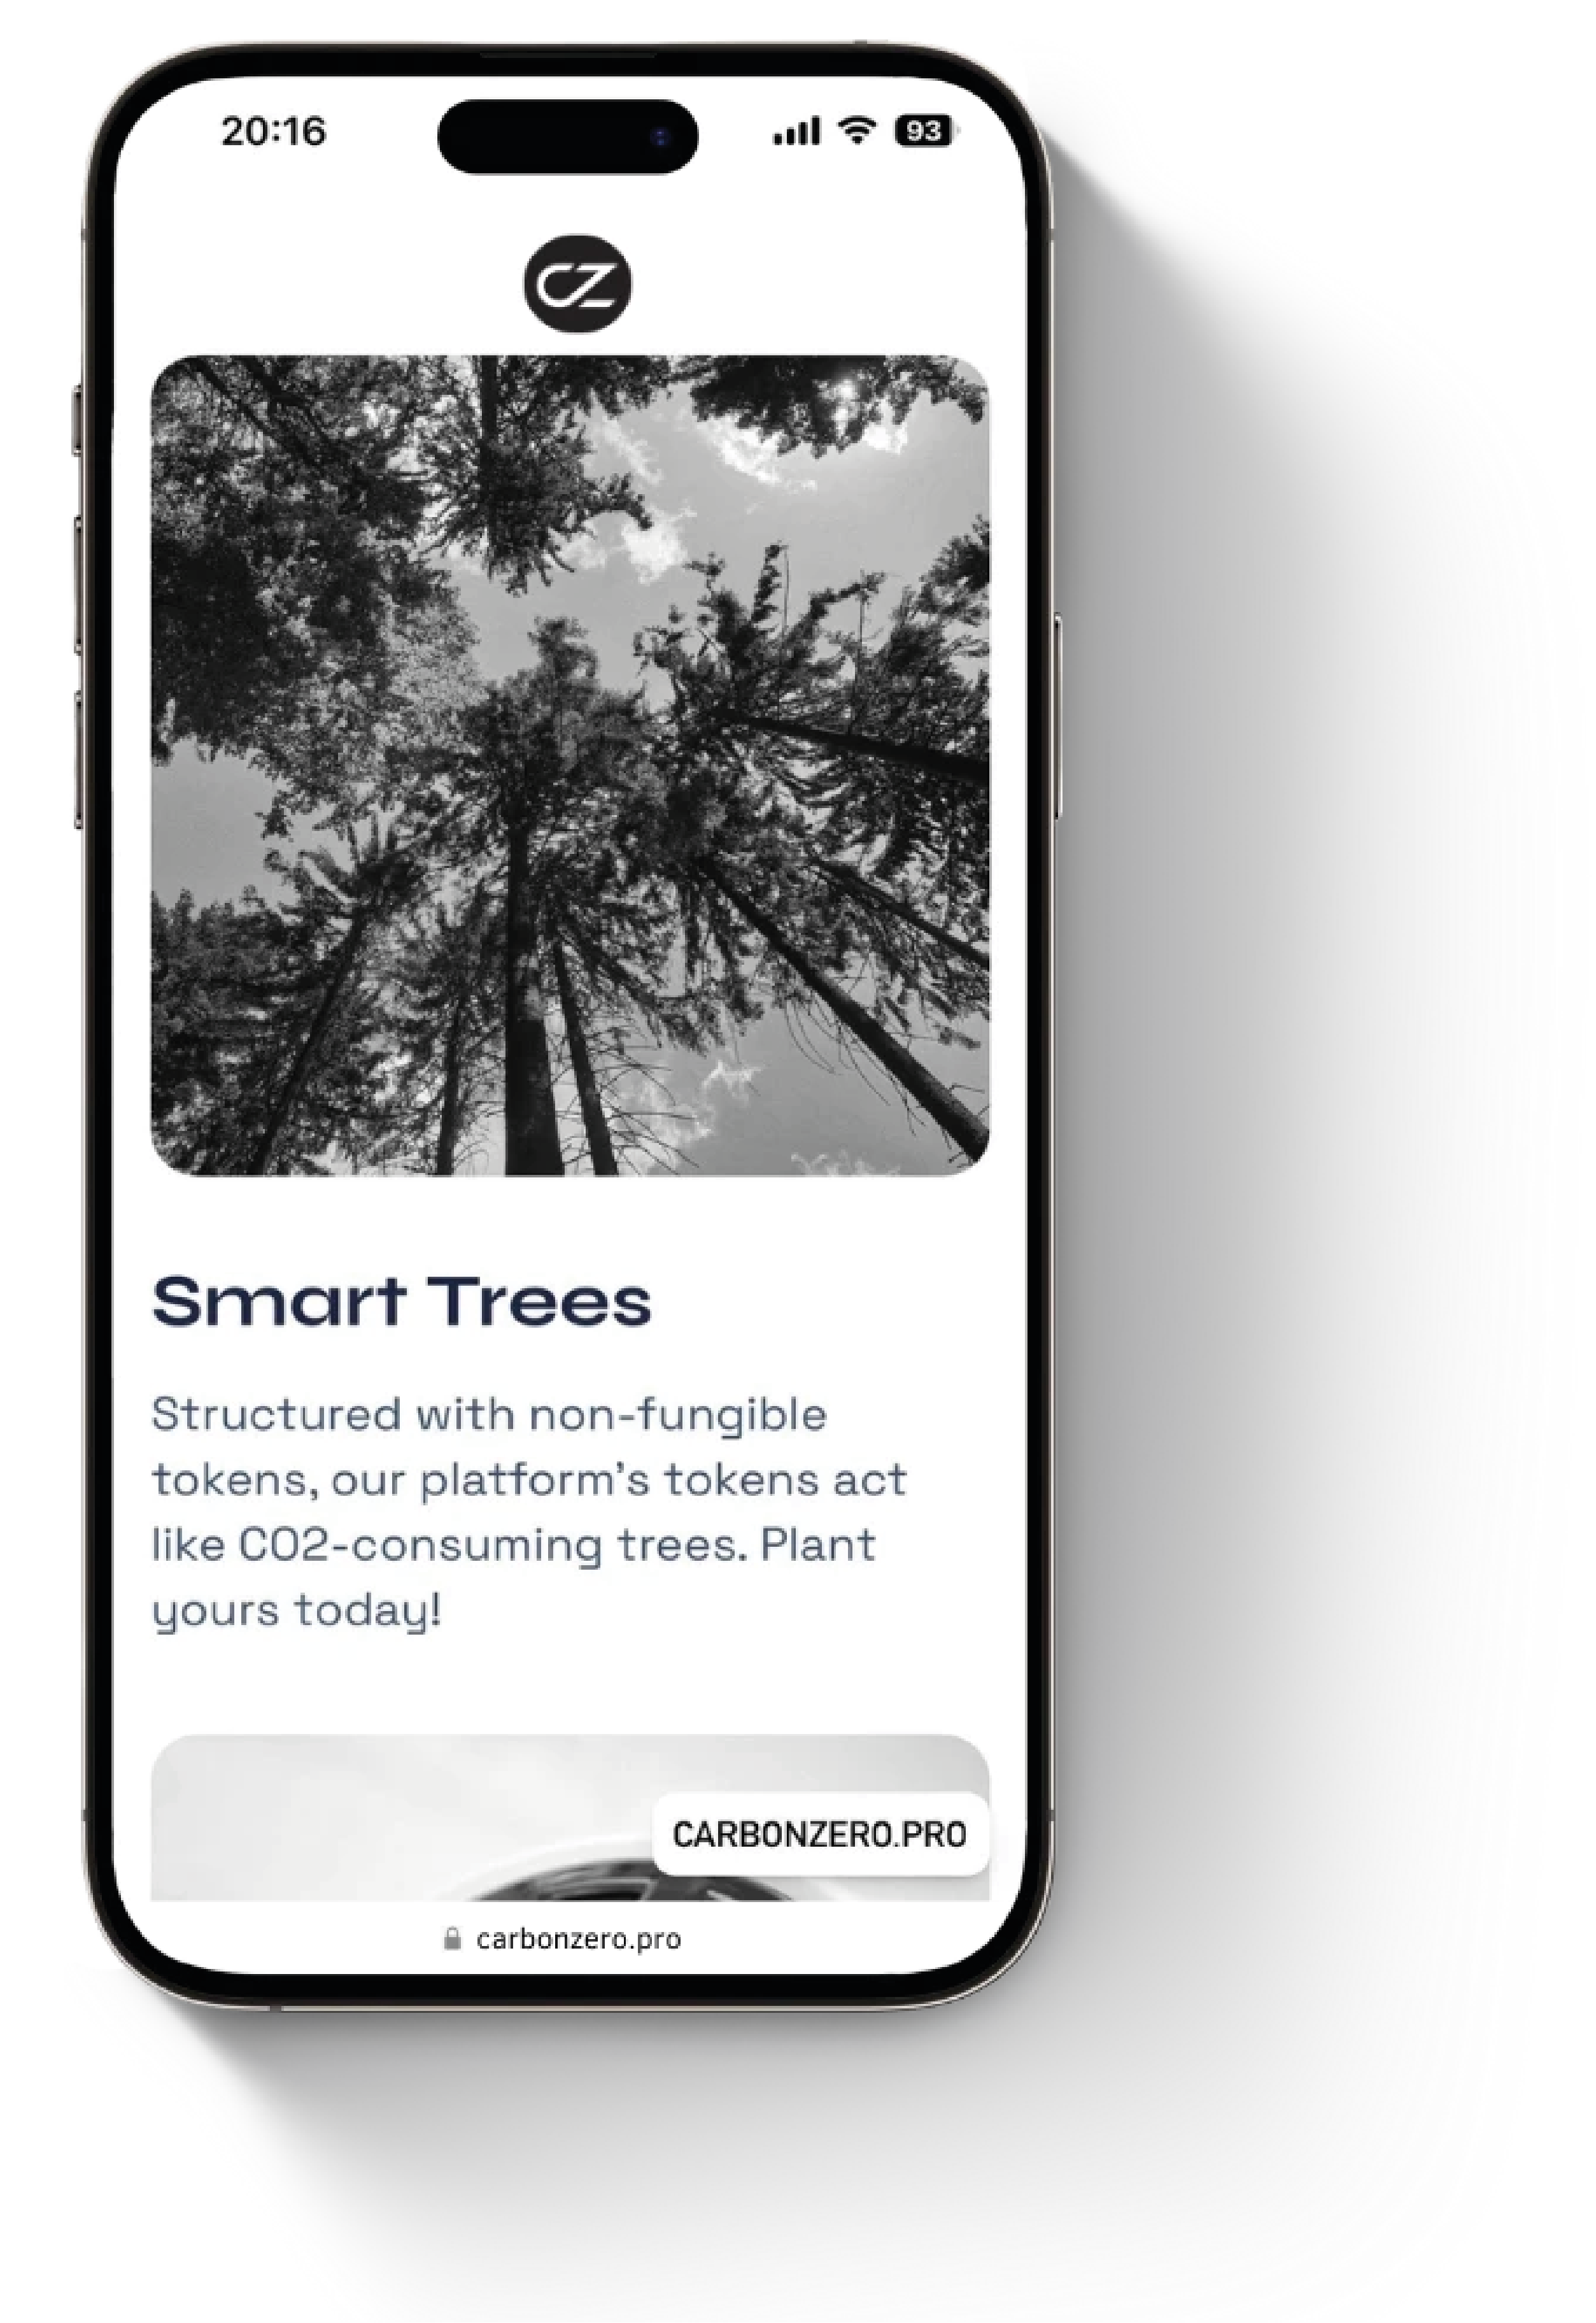 20:16
93
CZ
Smart Trees
Structured with non-fungible
tokens, our platform's tokens act
like CO2-consuming trees. Plant
yours today!
CARBONZERO.PRO
carbonzero.pro